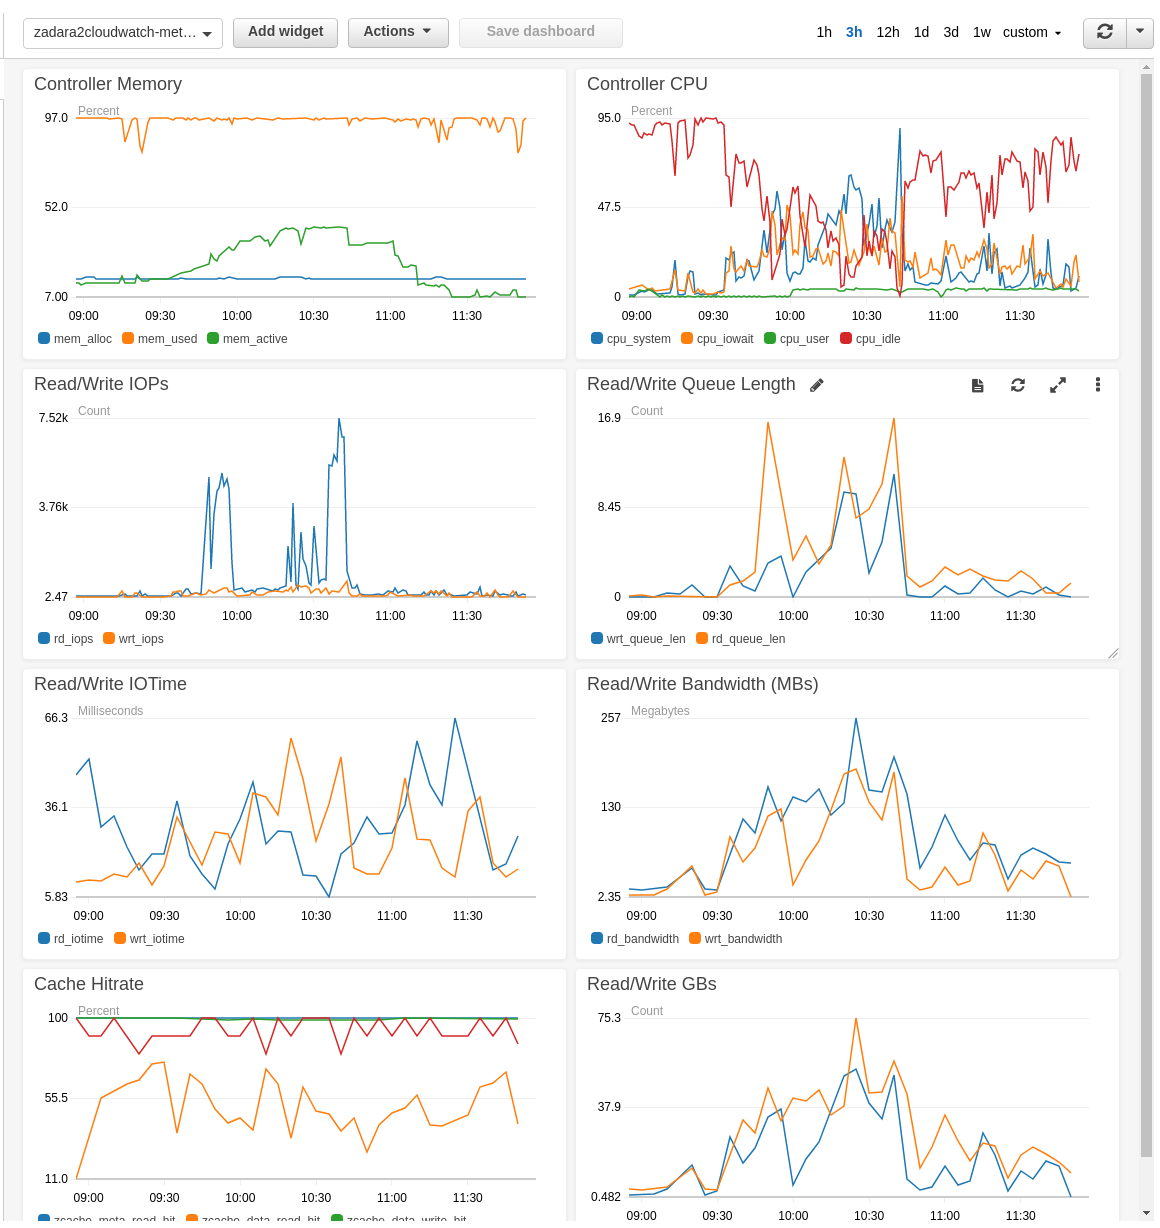 zadara2cloudwatch-met... Add widget Actions Save dashboard 1h 3h 12h 1d 3d 1w custom
Controller Memory
Percent
97.0
52.0
7.00
09:00 09:30 10:00 10:30 11:00 11:30
mem_alloc mem_used mem_active
Controller CPU
Percent
95.0
47.5
0
09:00 09:30 10:00 10:30 11:00 11:30
cpu_system cpu_iowait cpu_user cpu_idle
Read/Write IOPs
Count
7.52k
3.76k
2.47
09:00 09:30 10:00 10:30 11:00 11:30
rd_iops wrt_iops
Read/Write Queue Length
Count
16.9
8.45
0
09:00 09:30 10:00 10:30 11:00 11:30
wrt_queue_len rd_queue_len
Read/Write IOTime
Milliseconds
66.3
36.1
5.83
09:00 09:30 10:00 10:30 11:00 11:30
rd_iotime wrt_iotime
Read/Write Bandwidth (MBs)
Megabytes
257
130
2.35
09:00 09:30 10:00 10:30 11:00 11:30
rd_bandwidth wrt_bandwidth
Cache Hitrate
Percent
100
55.5
11.0
09:00 09:30 10:00 10:30 11:00 11:30
zcache_meta_read_hit zcache_data_read_hit zcache_data_write_hit
Read/Write GBs
Count
75.3
37.9
0.482
09:00 09:30 10:00 10:30 11:00 11:30